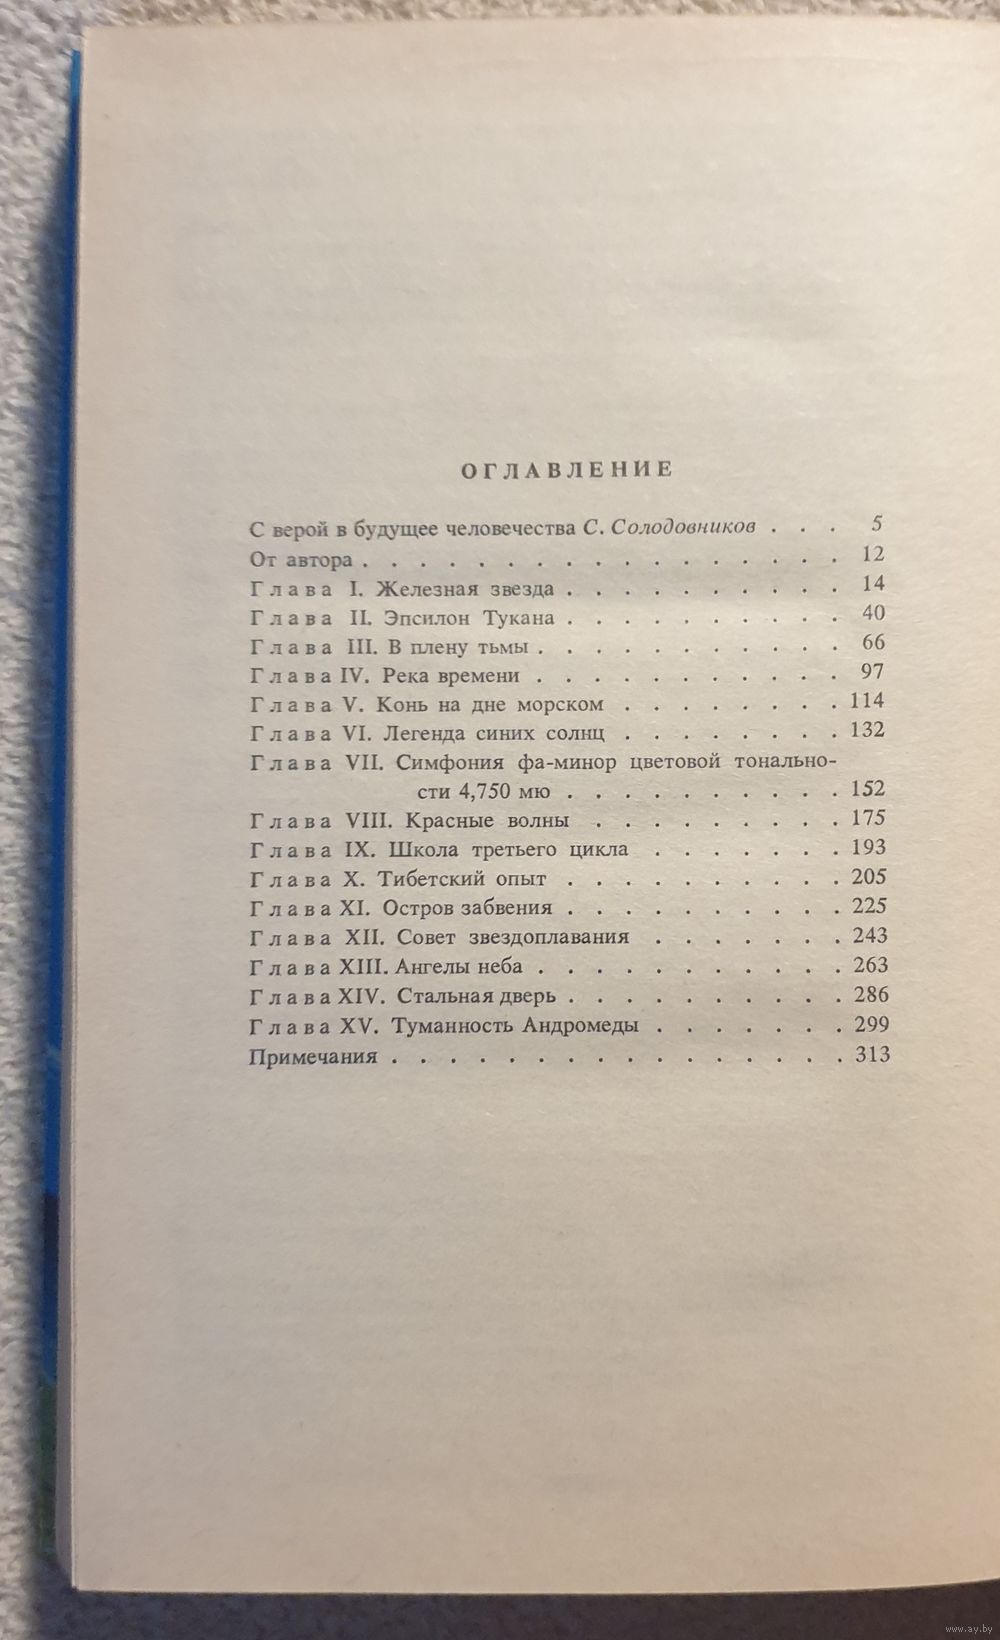 ОГЛАВЛЕНИЕ
С верой в будущее человечества С. Солодовников . . . 5
От автора . . . . . . . . . . . . . . . . . 12
Глава I. Железная звезда . . . . . . . . . . 14
Глава II. Эпсилон Тукана . . . . . . . . . . 40
Глава III. В плену тьмы . . . . . . . . . . . 66
Глава IV. Река времени . . . . . . . . . . . 97
Глава V. Конь на дне морском . . . . . . . . 114
Глава VI. Легенда синих солнц . . . . . . . . 132
Глава VII. Симфония фа-минор цветовой тонально-
сти 4,750 мю . . . . . . . . . . 152
Глава VIII. Красные волны . . . . . . . . . 175
Глава IX. Школа третьего цикла . . . . . . . 193
Глава X. Тибетский опыт . . . . . . . . . . 205
Глава XI. Остров забвения . . . . . . . . . . 225
Глава XII. Совет звездоплавания . . . . . . . 243
Глава XIII. Ангелы неба . . . . . . . . . . . 263
Глава XIV. Стальная дверь . . . . . . . . . . 286
Глава XV. Туманность Андромеды . . . . . . . 299
Примечания . . . . . . . . . . . . . . . . 313
www.ay.by